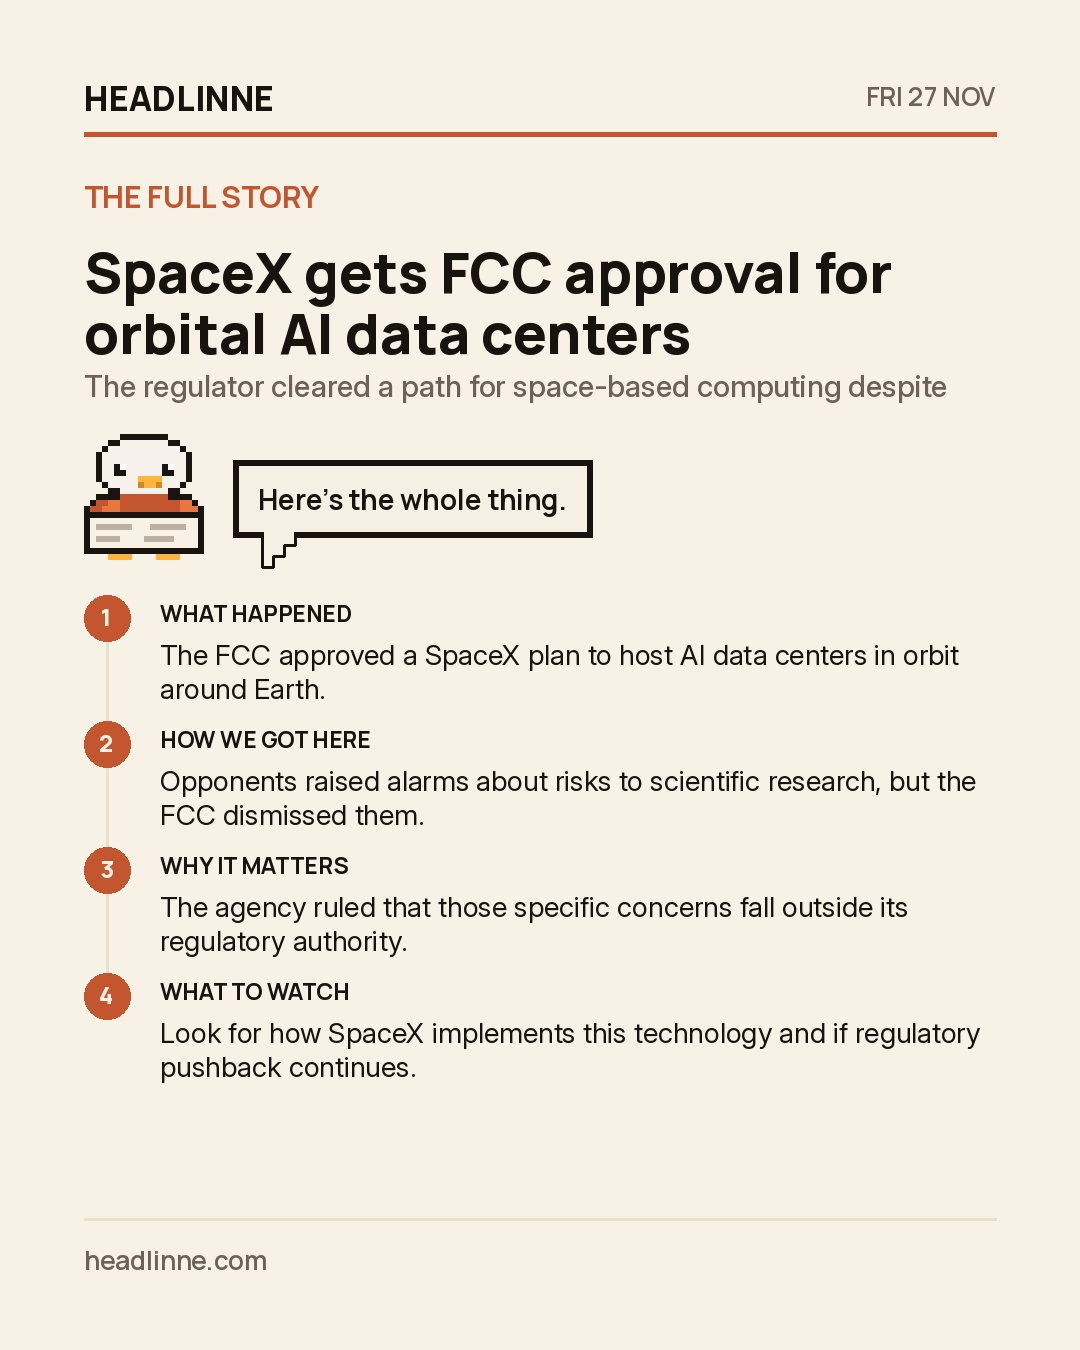 HEADLINNE
FRI 27 NOV
THE FULL STORY
SpaceX gets FCC approval for
orbital AI data centers
The regulator cleared a path for space-based computing despite
Here’s the whole thing.
1
WHAT HAPPENED
The FCC approved a SpaceX plan to host AI data centers in orbit
around Earth.
2
HOW WE GOT HERE
Opponents raised alarms about risks to scientific research, but the
FCC dismissed them.
3
WHY IT MATTERS
The agency ruled that those specific concerns fall outside its
regulatory authority.
4
WHAT TO WATCH
Look for how SpaceX implements this technology and if regulatory
pushback continues.
headlinne.com